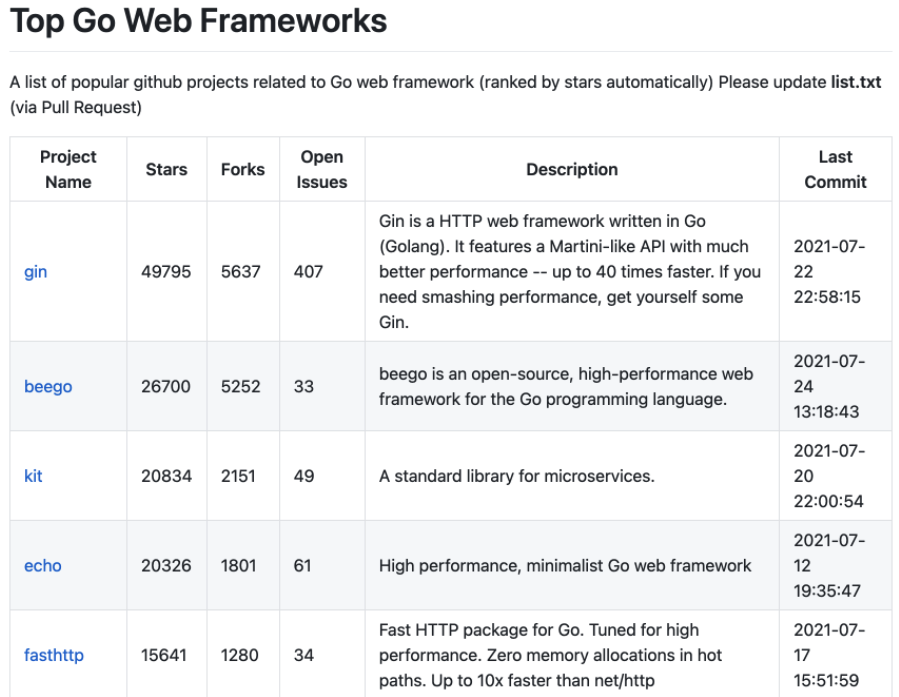 Top Go Web Frameworks
A list of popular github projects related to Go web framework (ranked by stars automatically) Please update list.txt
(via Pull Request)
Project Name Stars Forks Open Issues Description Last Commit
gin 49795 5637 407
Gin is a HTTP web framework written in Go
(Golang). It features a Martini-like API with much
better performance -- up to 40 times faster. If you
need smashing performance, get yourself some
Gin.
2021-07-
22
22:58:15
beego 26700 5252 33
beego is an open-source, high-performance web
framework for the Go programming language.
2021-07-
24
13:18:43
kit 20834 2151 49 A standard library for microservices.
2021-07-
20
22:00:54
echo 20326 1801 61 High performance, minimalist Go web framework
2021-07-
12
19:35:47
fasthttp 15641 1280 34
Fast HTTP package for Go. Tuned for high
performance. Zero memory allocations in hot
paths. Up to 10x faster than net/http
2021-07-
17
15:51:59